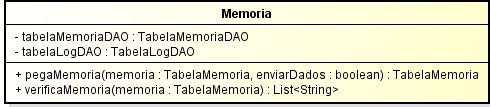 Memoria
- tabelaMemoriaDAO : TabelaMemoriaDAO
- tabelaLogDAO : TabelaLogDAO
+ pegaMemoria(memoria : TabelaMemoria, enviarDados : boolean) : TabelaMemoria
+ verificaMemoria(memoria : TabelaMemoria) : List<String>